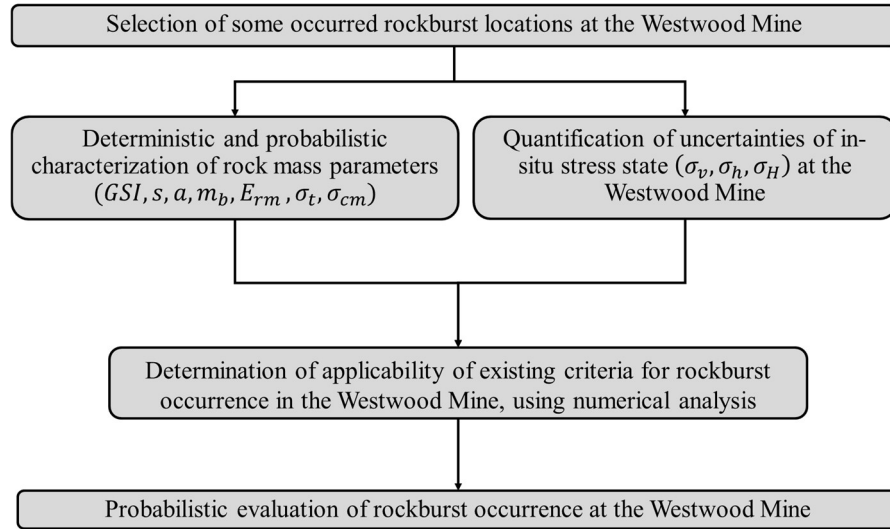 Selection of some occurred rockburst locations at the Westwood Mine
Deterministic and probabilistic
characterization of rock mass parameters
(GSI, s, a, m_b, E_rm , σ_t, σ_cm)
Quantification of uncertainties of in-
situ stress state (σ_v, σ_h, σ_H) at the
Westwood Mine
Determination of applicability of existing criteria for rockburst
occurrence in the Westwood Mine, using numerical analysis
Probabilistic evaluation of rockburst occurrence at the Westwood Mine